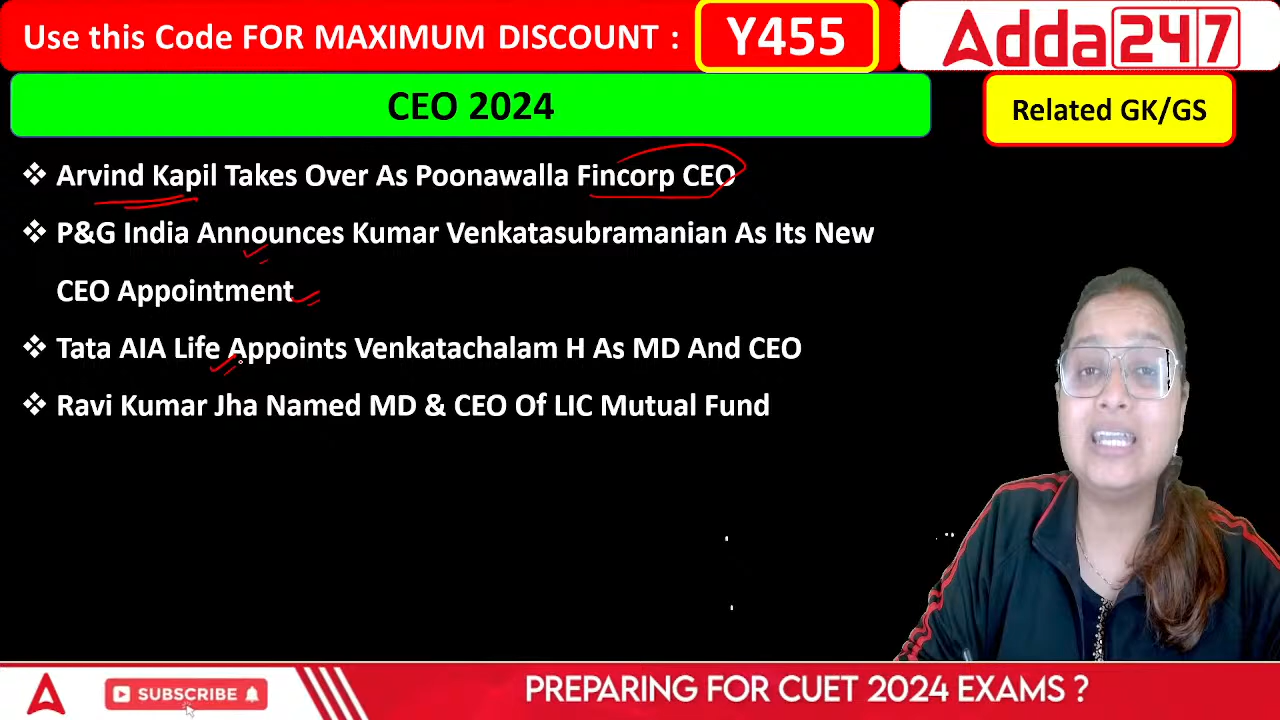 Use this Code FOR MAXIMUM DISCOUNT :
Y455
Adda247
CEO 2024
Related GK/GS
❖ Arvind Kapil Takes Over As Poonawalla Fincorp CEO
❖ P&G India Announces Kumar Venkatasubramanian As Its New
CEO Appointment
❖ Tata AIA Life Appoints Venkatachalam H As MD And CEO
❖ Ravi Kumar Jha Named MD & CEO Of LIC Mutual Fund
SUBSCRIBE
PREPARING FOR CUET 2024 EXAMS ?